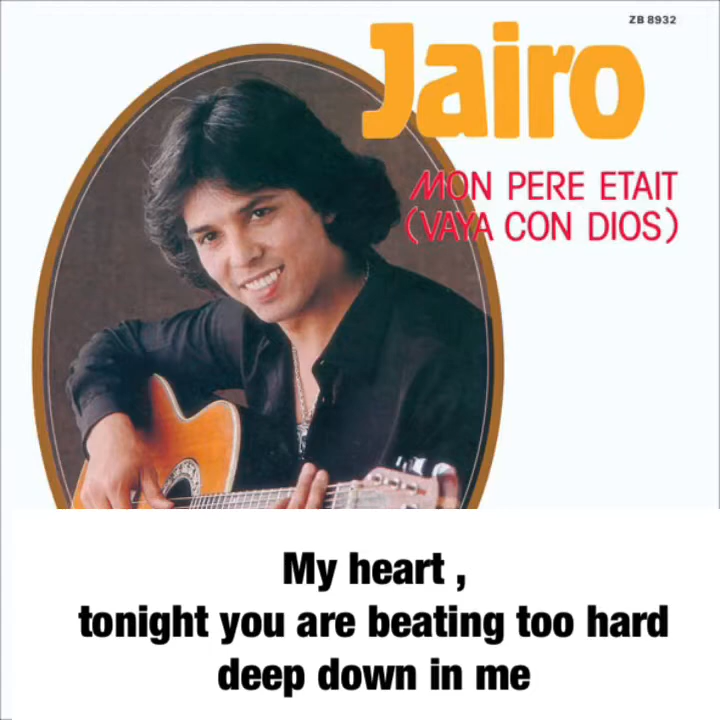 ZB 8932
Jairo
MON PERE ETAIT
(VAYA CON DIOS)
My heart ,
tonight you are beating too hard
deep down in me